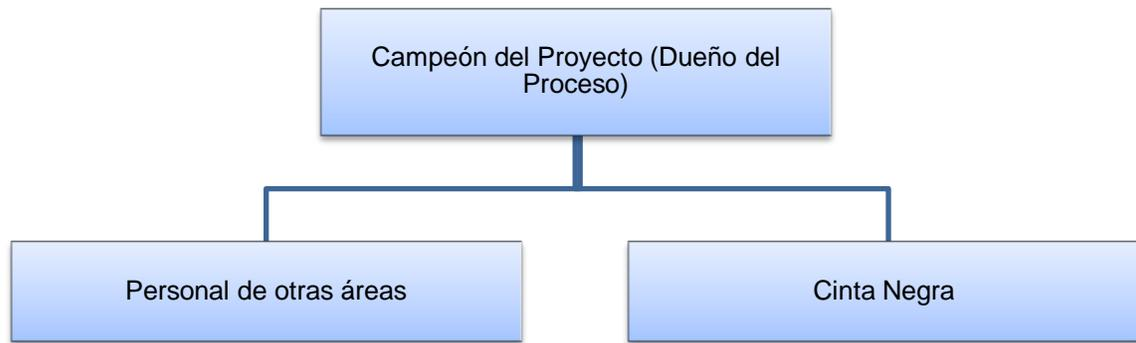 Campeón del Proyecto (Dueño del
Proceso)
Personal de otras áreas
Cinta Negra